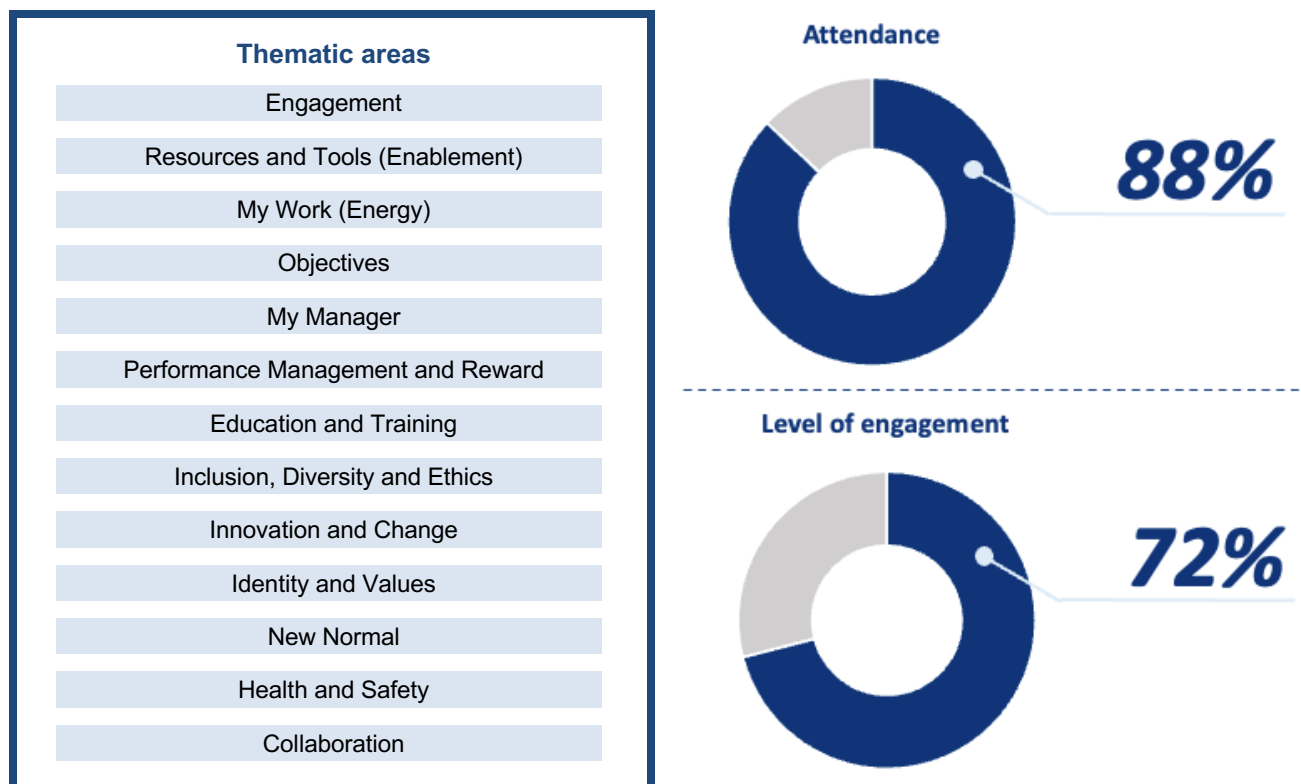 Thematic areas
Engagement
Resources and Tools (Enablement)
My Work (Energy)
Objectives
My Manager
Performance Management and Reward
Education and Training
Inclusion, Diversity and Ethics
Innovation and Change
Identity and Values
New Normal
Health and Safety
Collaboration
Attendance
88%
Level of engagement
72%